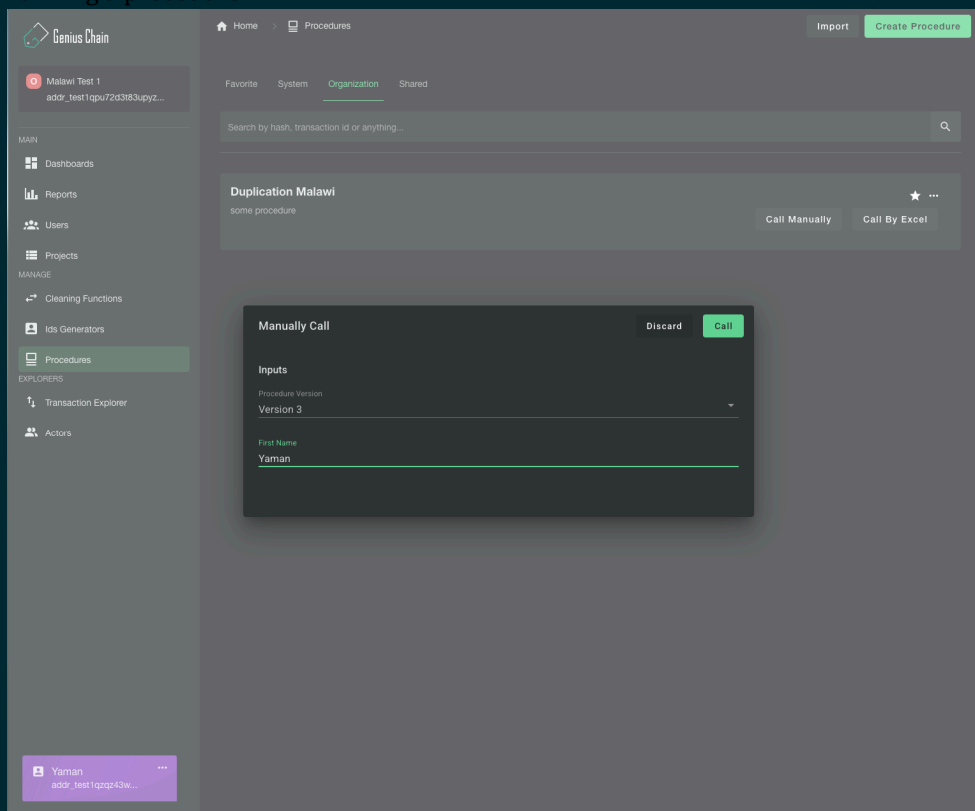 Genius Chain
Home > Procedures
Import
Create Procedure
O
Malawi Test 1
addr_test1qpu72d3t83upyz...
Favorite System Organization Shared
Search by hash, transaction id or anything...
MAIN
Dashboards
Reports
Users
Projects
MANAGE
Cleaning Functions
Ids Generators
Procedures
EXPLORERS
Transaction Explorer
Actors
Duplication Malawi
some procedure
Call Manually
Call By Excel
Manually Call
Discard
Call
Inputs
Procedure Version
Version 3
First Name
Yaman
Yaman
addr_test1qzqz43w...